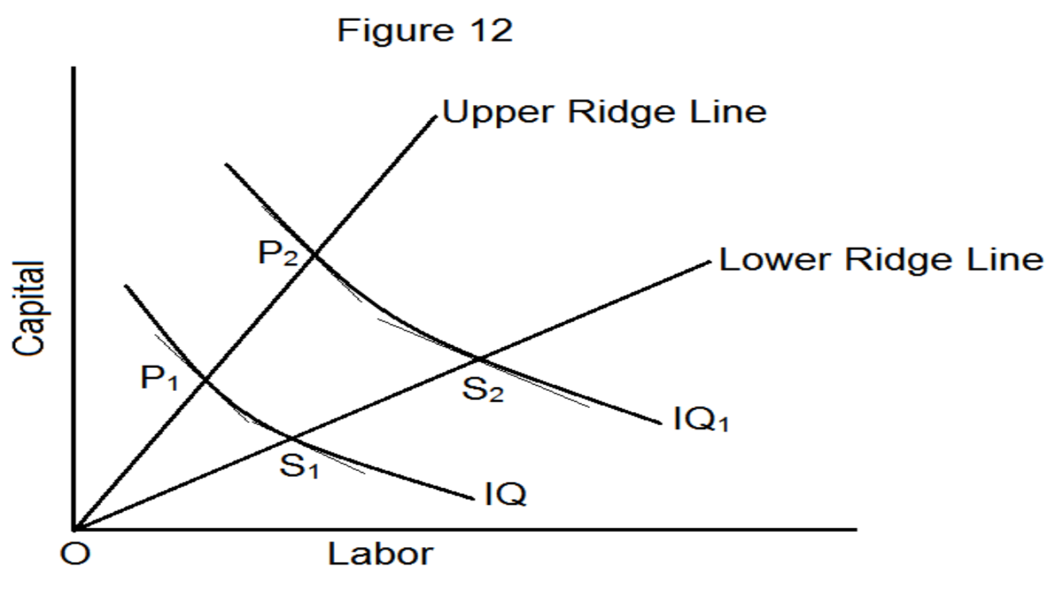 Figure 12
Upper Ridge Line
P₂
Lower Ridge Line
Capital
P₁
S₂
IQ₁
S₁
IQ
O
Labor